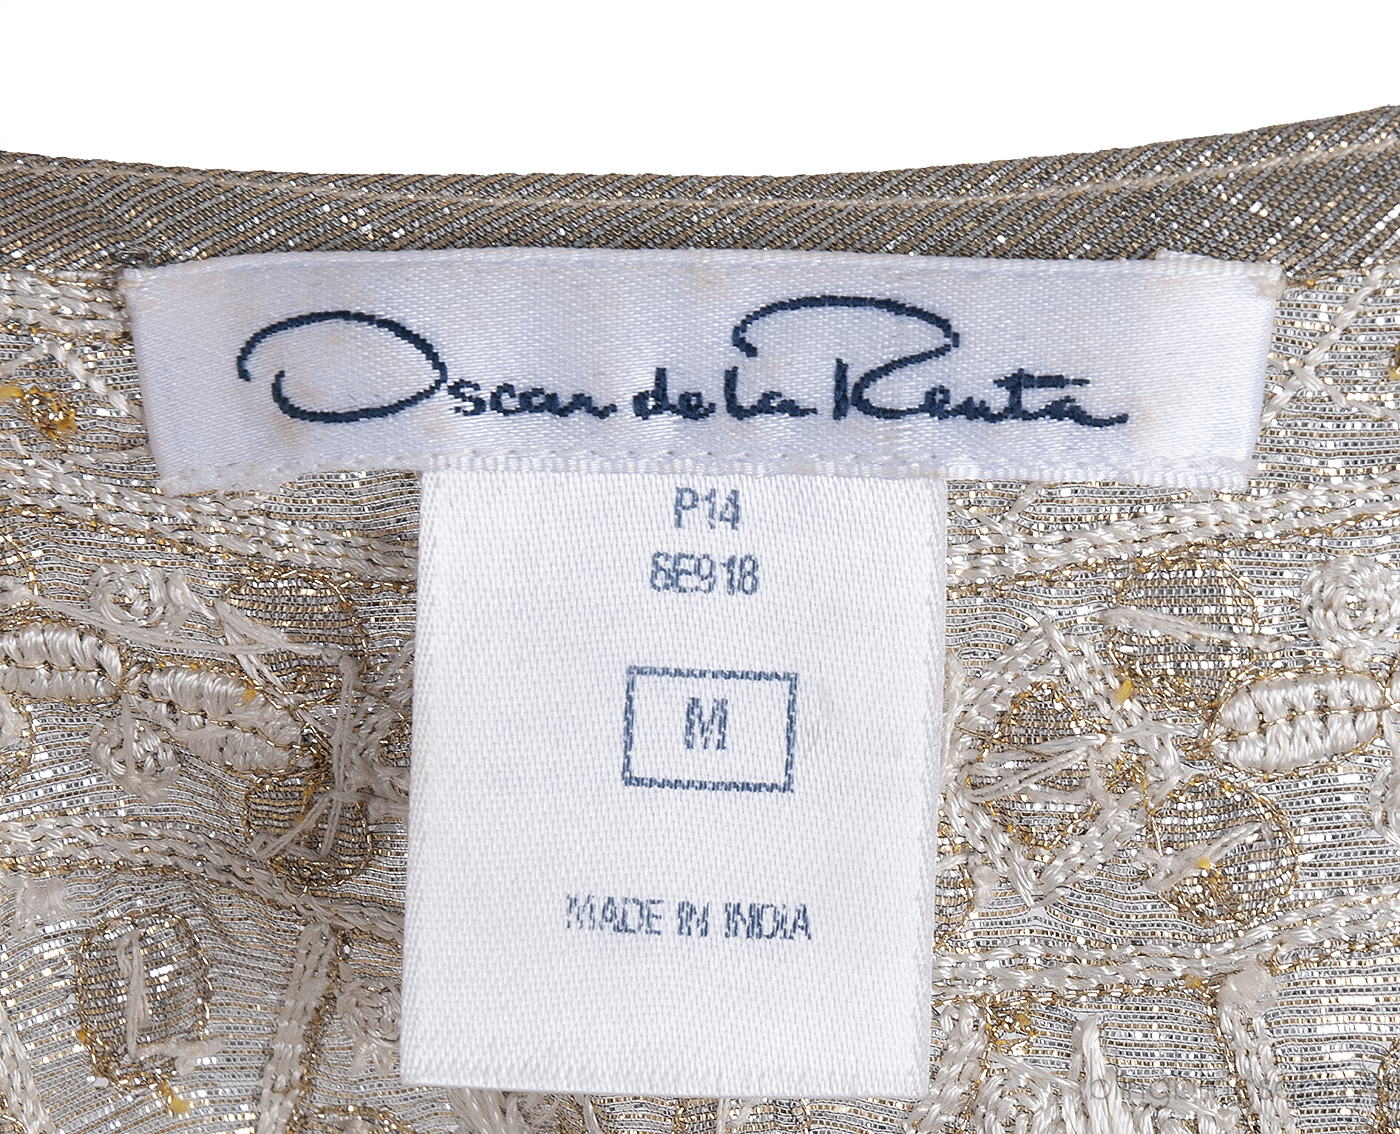 Oscar de la Renta
P14
6E918
M
MADE IN INDIA